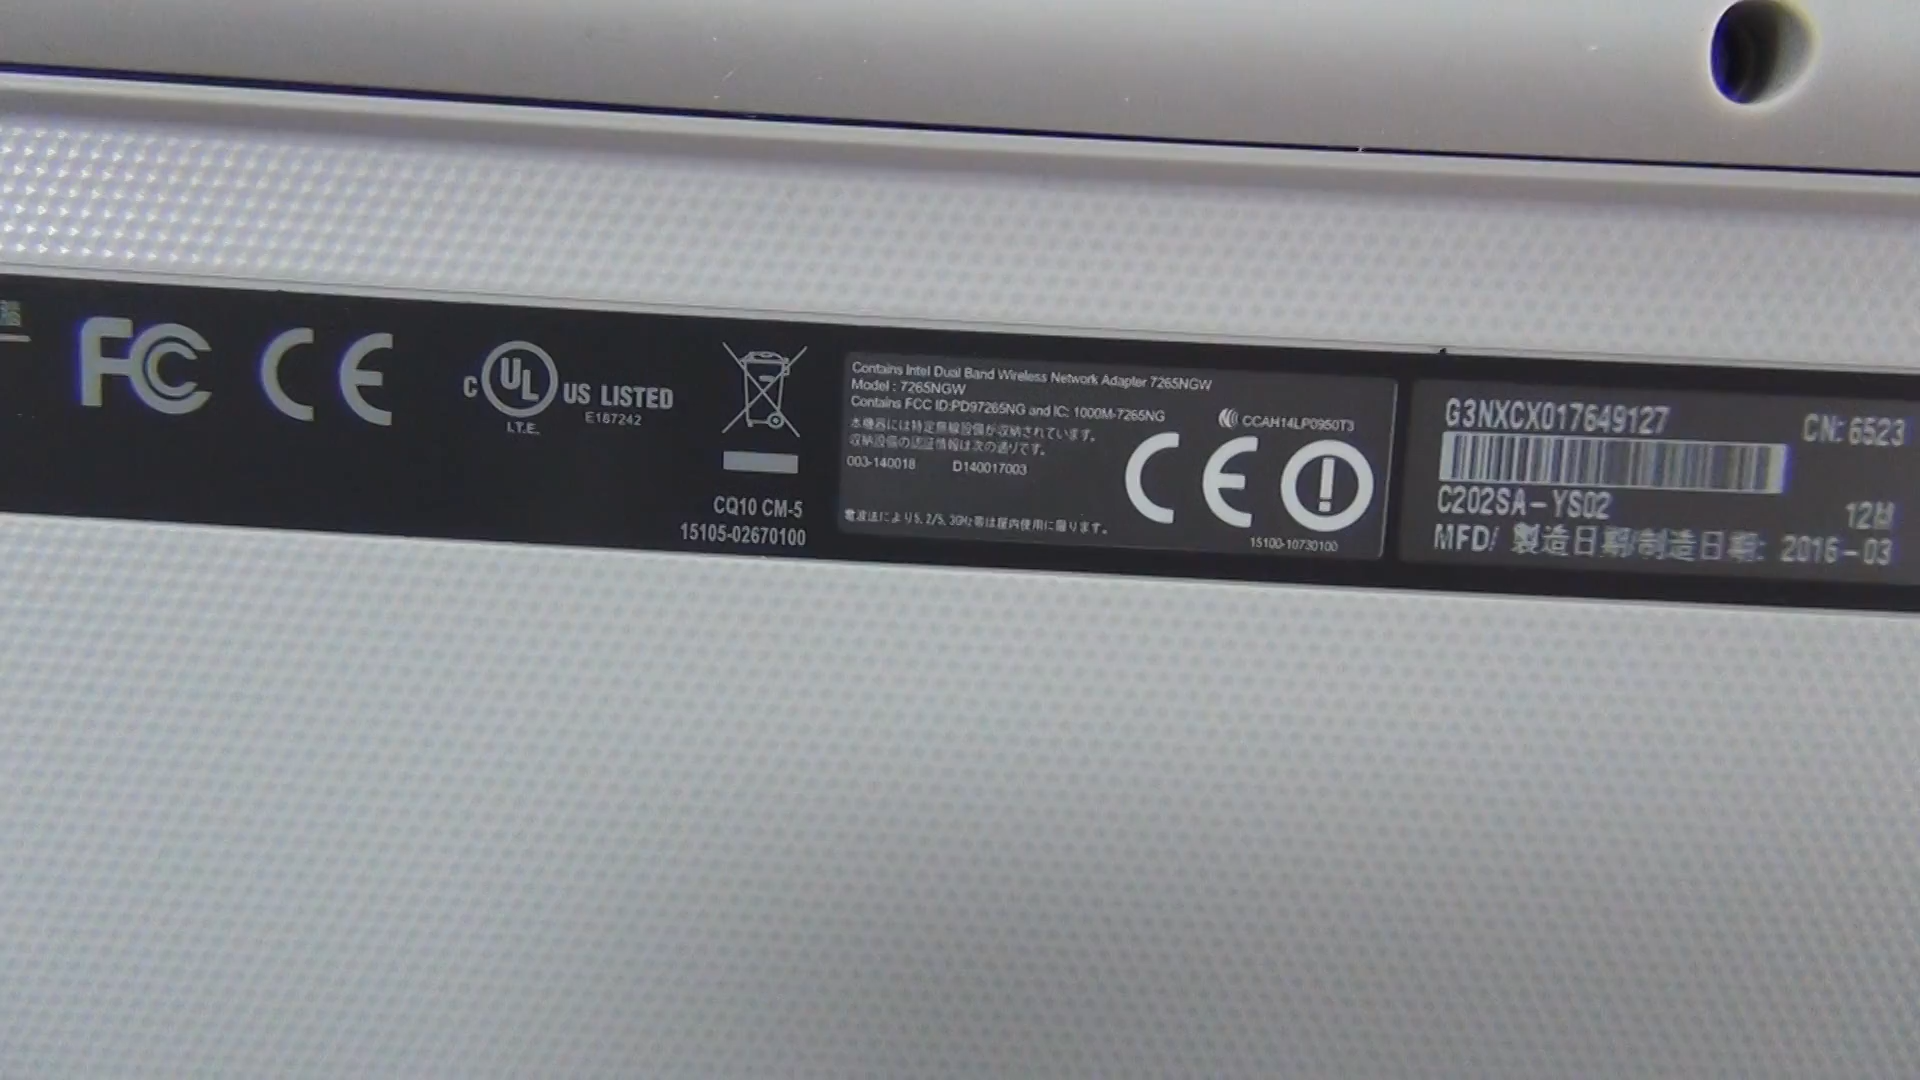 FC CE
c UL US LISTED
I.T.E.
E187242
CQ10 CM-5
15105-02670100
Contains Intel Dual Band Wireless Network Adapter 7265NGW
Model : 7265NGW
Contains FCC ID:PD97265NG and IC: 1000M-7265NG
CCAH14LP0950T3
本機器には特定無線設備が収納されています。
収納設備の認証情報は次の通りです。
003-140018 D140017003
CE
電波法により5.2/5.3GHz帯は屋内使用に限ります。
15100-10730100
G3NXCX017649127
CN: 6523
C202SA-YS02
12M
MFD/ 製造日期/制造日期: 2016-03